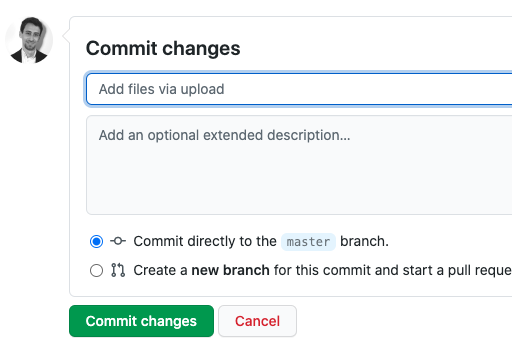 Commit changes
Add files via upload
Add an optional extended description...
Commit directly to the master branch.
Create a new branch for this commit and start a pull reque
Commit changes Cancel